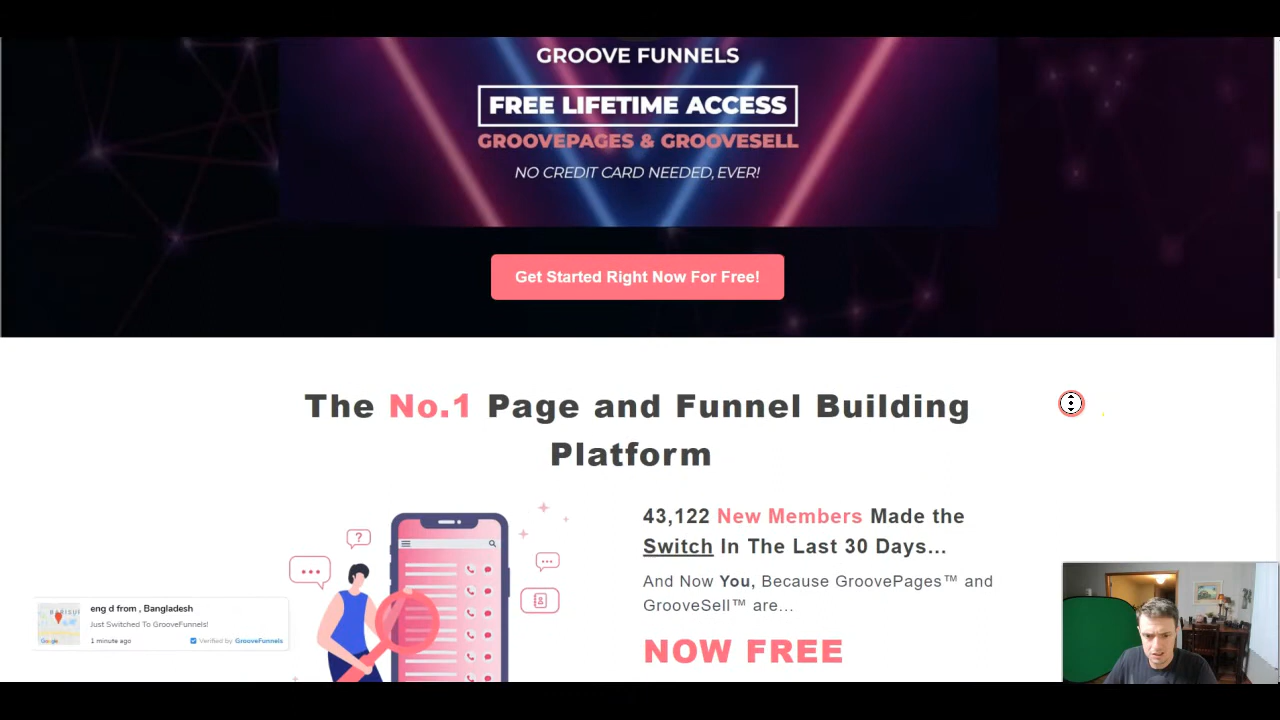 GROOVE FUNNELS
FREE LIFETIME ACCESS
GROOVEPAGES & GROOVESELL
NO CREDIT CARD NEEDED, EVER!
Get Started Right Now For Free!
The No.1 Page and Funnel Building
Platform
43,122 New Members Made the
Switch In The Last 30 Days...
And Now You, Because GroovePages™ and
GrooveSell™ are...
NOW FREE
eng d from , Bangladesh
Just Switched To GrooveFunnels!
1 minute ago
Verified by GrooveFunnels
?